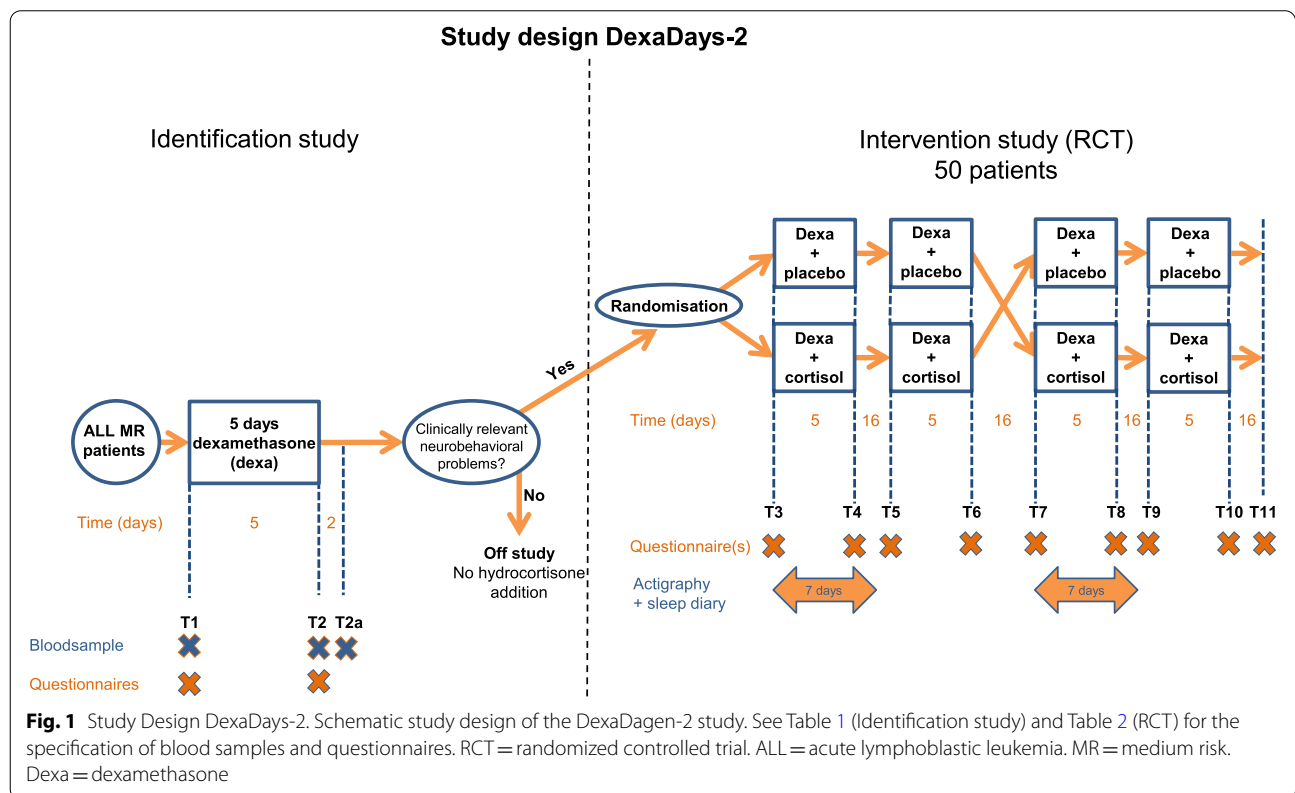 Study design DexaDays-2
Identification study
Intervention study (RCT)
50 patients
ALL MR
patients
5 days
dexamethasone
(dexa)
Clinically relevant
neurobehavioral
problems?
Yes
No
Off study
No hydrocortisone
addition
Time (days)
5
2
T1
T2
T2a
Bloodsample
Questionnaires
Randomisation
Dexa
+
placebo
Dexa
+
placebo
Dexa
+
placebo
Dexa
+
placebo
Dexa
+
cortisol
Dexa
+
cortisol
Dexa
+
cortisol
Dexa
+
cortisol
Time (days)
5
16
5
16
5
16
5
16
T3
T4
T5
T6
T7
T8
T9
T10
T11
Questionnaire(s)
Actigraphy
+ sleep diary
7 days
7 days
Fig. 1 Study Design DexaDays-2. Schematic study design of the DexaDagen-2 study. See Table 1 (Identification study) and Table 2 (RCT) for the
specification of blood samples and questionnaires. RCT = randomized controlled trial. ALL = acute lymphoblastic leukemia. MR = medium risk.
Dexa = dexamethasone